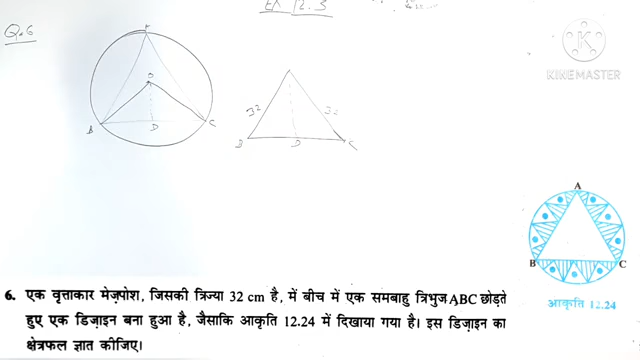 Ex 12.3
Q.6
A
O
B D C
32 32
B D C
KINEMASTER
A
B C
आकृति 12.24
6. एक वृत्ताकार मेज़पोश, जिसकी त्रिज्या 32 cm है, में बीच में एक समबाहु त्रिभुज ABC छोड़ते
हुए एक डिज़ाइन बना हुआ है, जैसाकि आकृति 12.24 में दिखाया गया है। इस डिज़ाइन का
क्षेत्रफल ज्ञात कीजिए।